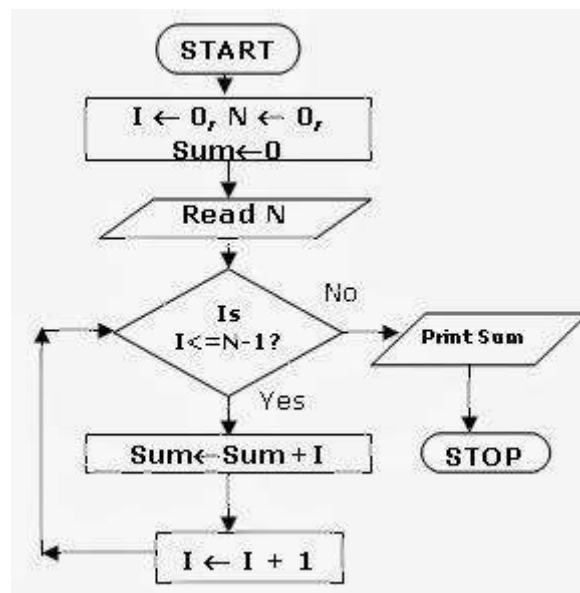 START
I ← 0, N ← 0,
Sum←0
Read N
Is
I<=N-1?
No
Print Sum
Yes
STOP
Sum←Sum + I
I ← I + 1